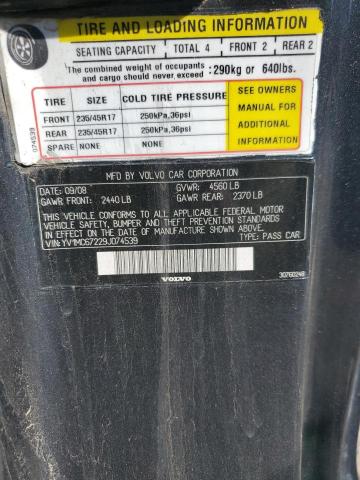 TIRE AND LOADING INFORMATION
SEATING CAPACITY TOTAL 4 FRONT 2 REAR 2
The combined weight of occupants and cargo should never exceed :290kg or 640lbs.
TIRE SIZE COLD TIRE PRESSURE
FRONT 235/45R17 250kPa,36psi
REAR 235/45R17 250kPa,36psi
SPARE NONE NONE
SEE OWNERS
MANUAL FOR
ADDITIONAL
INFORMATION
074539
MFD BY VOLVO CAR CORPORATION
DATE: 09/08 GVWR: 4560 LB
GAWR FRONT: 2440 LB GAWR REAR: 2370 LB
THIS VEHICLE CONFORMS TO ALL APPLICABLE FEDERAL MOTOR
VEHICLE SAFETY, BUMPER, AND THEFT PREVENTION STANDARDS
IN EFFECT ON THE DATE OF MANUFACTURE SHOWN ABOVE.
VIN: YV1MC67229J074539 TYPE: PASS CAR
VOLVO
30760248